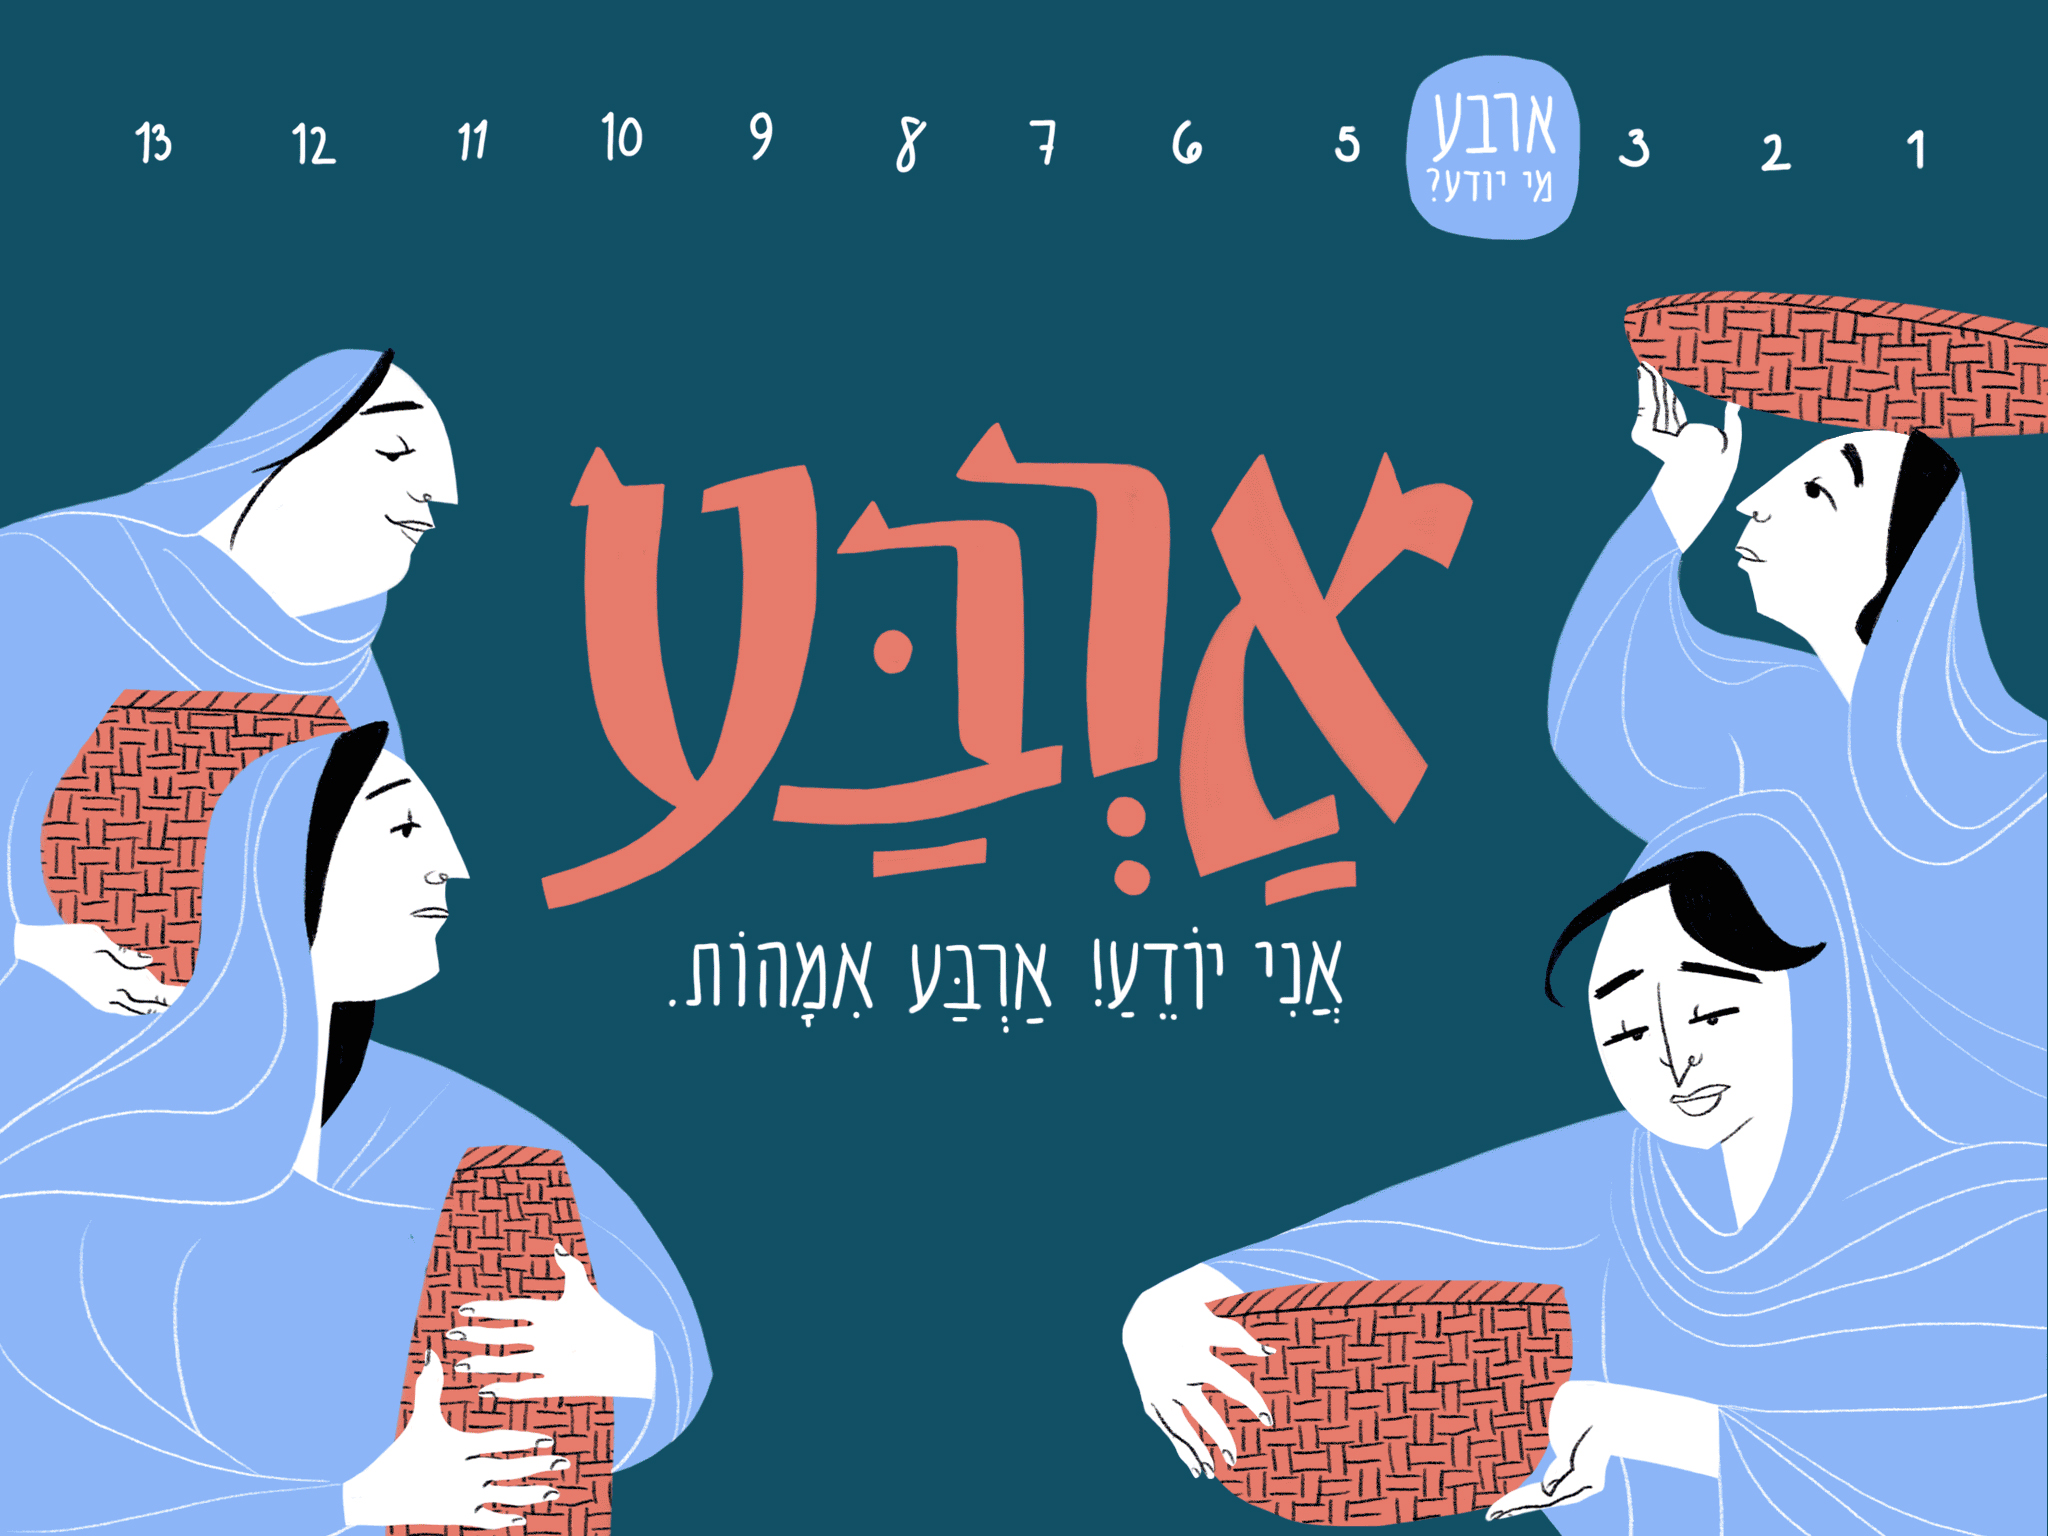 1 2 3 ארבע 5 6 7 8 9 10 11 12 13
מי יודע?
אַרְבַּע
אֲנִי יוֹדֵעַ! אַרְבַּע אִמָּהוֹת.